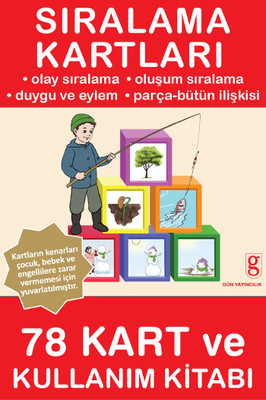 SIRALAMA
KARTLARI
• olay sıralama • oluşum sıralama
• duygu ve eylem • parça-bütün ilişkisi
Kartların kenarları
çocuk, bebek ve
engellilere zarar
vermemesi için
yuvarlatılmıştır.
g
GÜN YAYINCILIK
78 KART ve
KULLANIM KİTABI